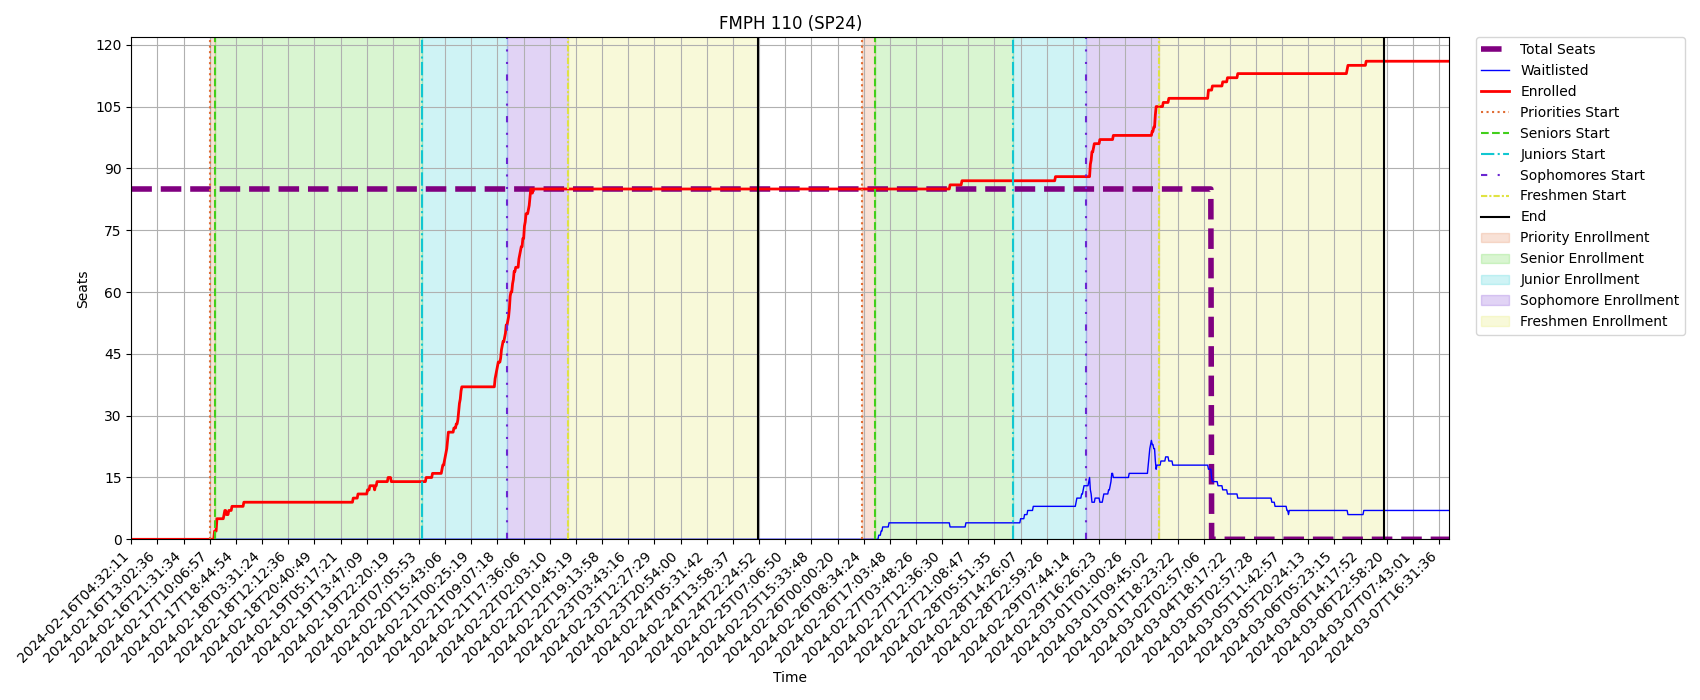 FMPH 110 (SP24)
Seats
120
105
90
75
60
45
30
15
0
2024-02-16T04:32:11
2024-02-16T13:02:36
2024-02-16T21:31:34
2024-02-17T10:06:57
2024-02-17T18:44:54
2024-02-18T03:31:24
2024-02-18T12:12:36
2024-02-18T20:40:49
2024-02-19T05:17:21
2024-02-19T13:47:09
2024-02-19T22:20:19
2024-02-20T07:05:53
2024-02-20T15:43:06
2024-02-21T00:25:19
2024-02-21T09:07:18
2024-02-21T17:36:06
2024-02-22T02:03:10
2024-02-22T10:45:19
2024-02-22T19:13:58
2024-02-23T03:43:16
2024-02-23T12:27:29
2024-02-23T20:54:00
2024-02-24T05:31:42
2024-02-24T13:58:37
2024-02-24T22:24:52
2024-02-25T07:06:50
2024-02-25T15:33:48
2024-02-26T00:00:20
2024-02-26T08:34:24
2024-02-26T17:03:48
2024-02-27T03:48:26
2024-02-27T12:36:30
2024-02-27T21:08:47
2024-02-28T05:51:35
2024-02-28T14:26:07
2024-02-28T22:59:26
2024-02-29T07:44:14
2024-02-29T16:26:23
2024-03-01T01:00:26
2024-03-01T09:45:02
2024-03-01T18:23:22
2024-03-02T02:57:06
2024-03-04T18:17:22
2024-03-05T02:57:28
2024-03-05T11:42:57
2024-03-05T20:24:13
2024-03-06T05:23:15
2024-03-06T14:17:52
2024-03-06T22:58:20
2024-03-07T07:43:01
2024-03-07T16:31:36
Time
Total Seats
Waitlisted
Enrolled
Priorities Start
Seniors Start
Juniors Start
Sophomores Start
Freshmen Start
End
Priority Enrollment
Senior Enrollment
Junior Enrollment
Sophomore Enrollment
Freshmen Enrollment